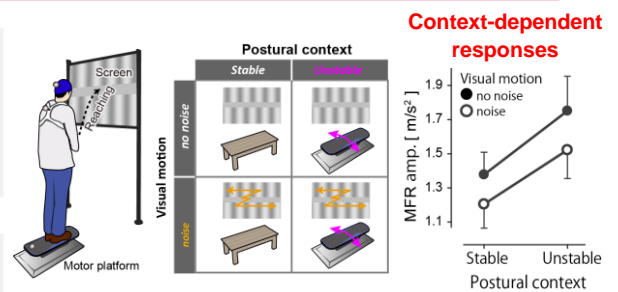 Context-dependent
responses
Screen
Reaching
Motor platform
Postural context
Stable
Unstable
Visual motion
no noise
noise
MFR amp. [ m/s² ]
1.9
1.7
1.5
1.3
1.1
Visual motion
no noise
noise
Stable Unstable
Postural context